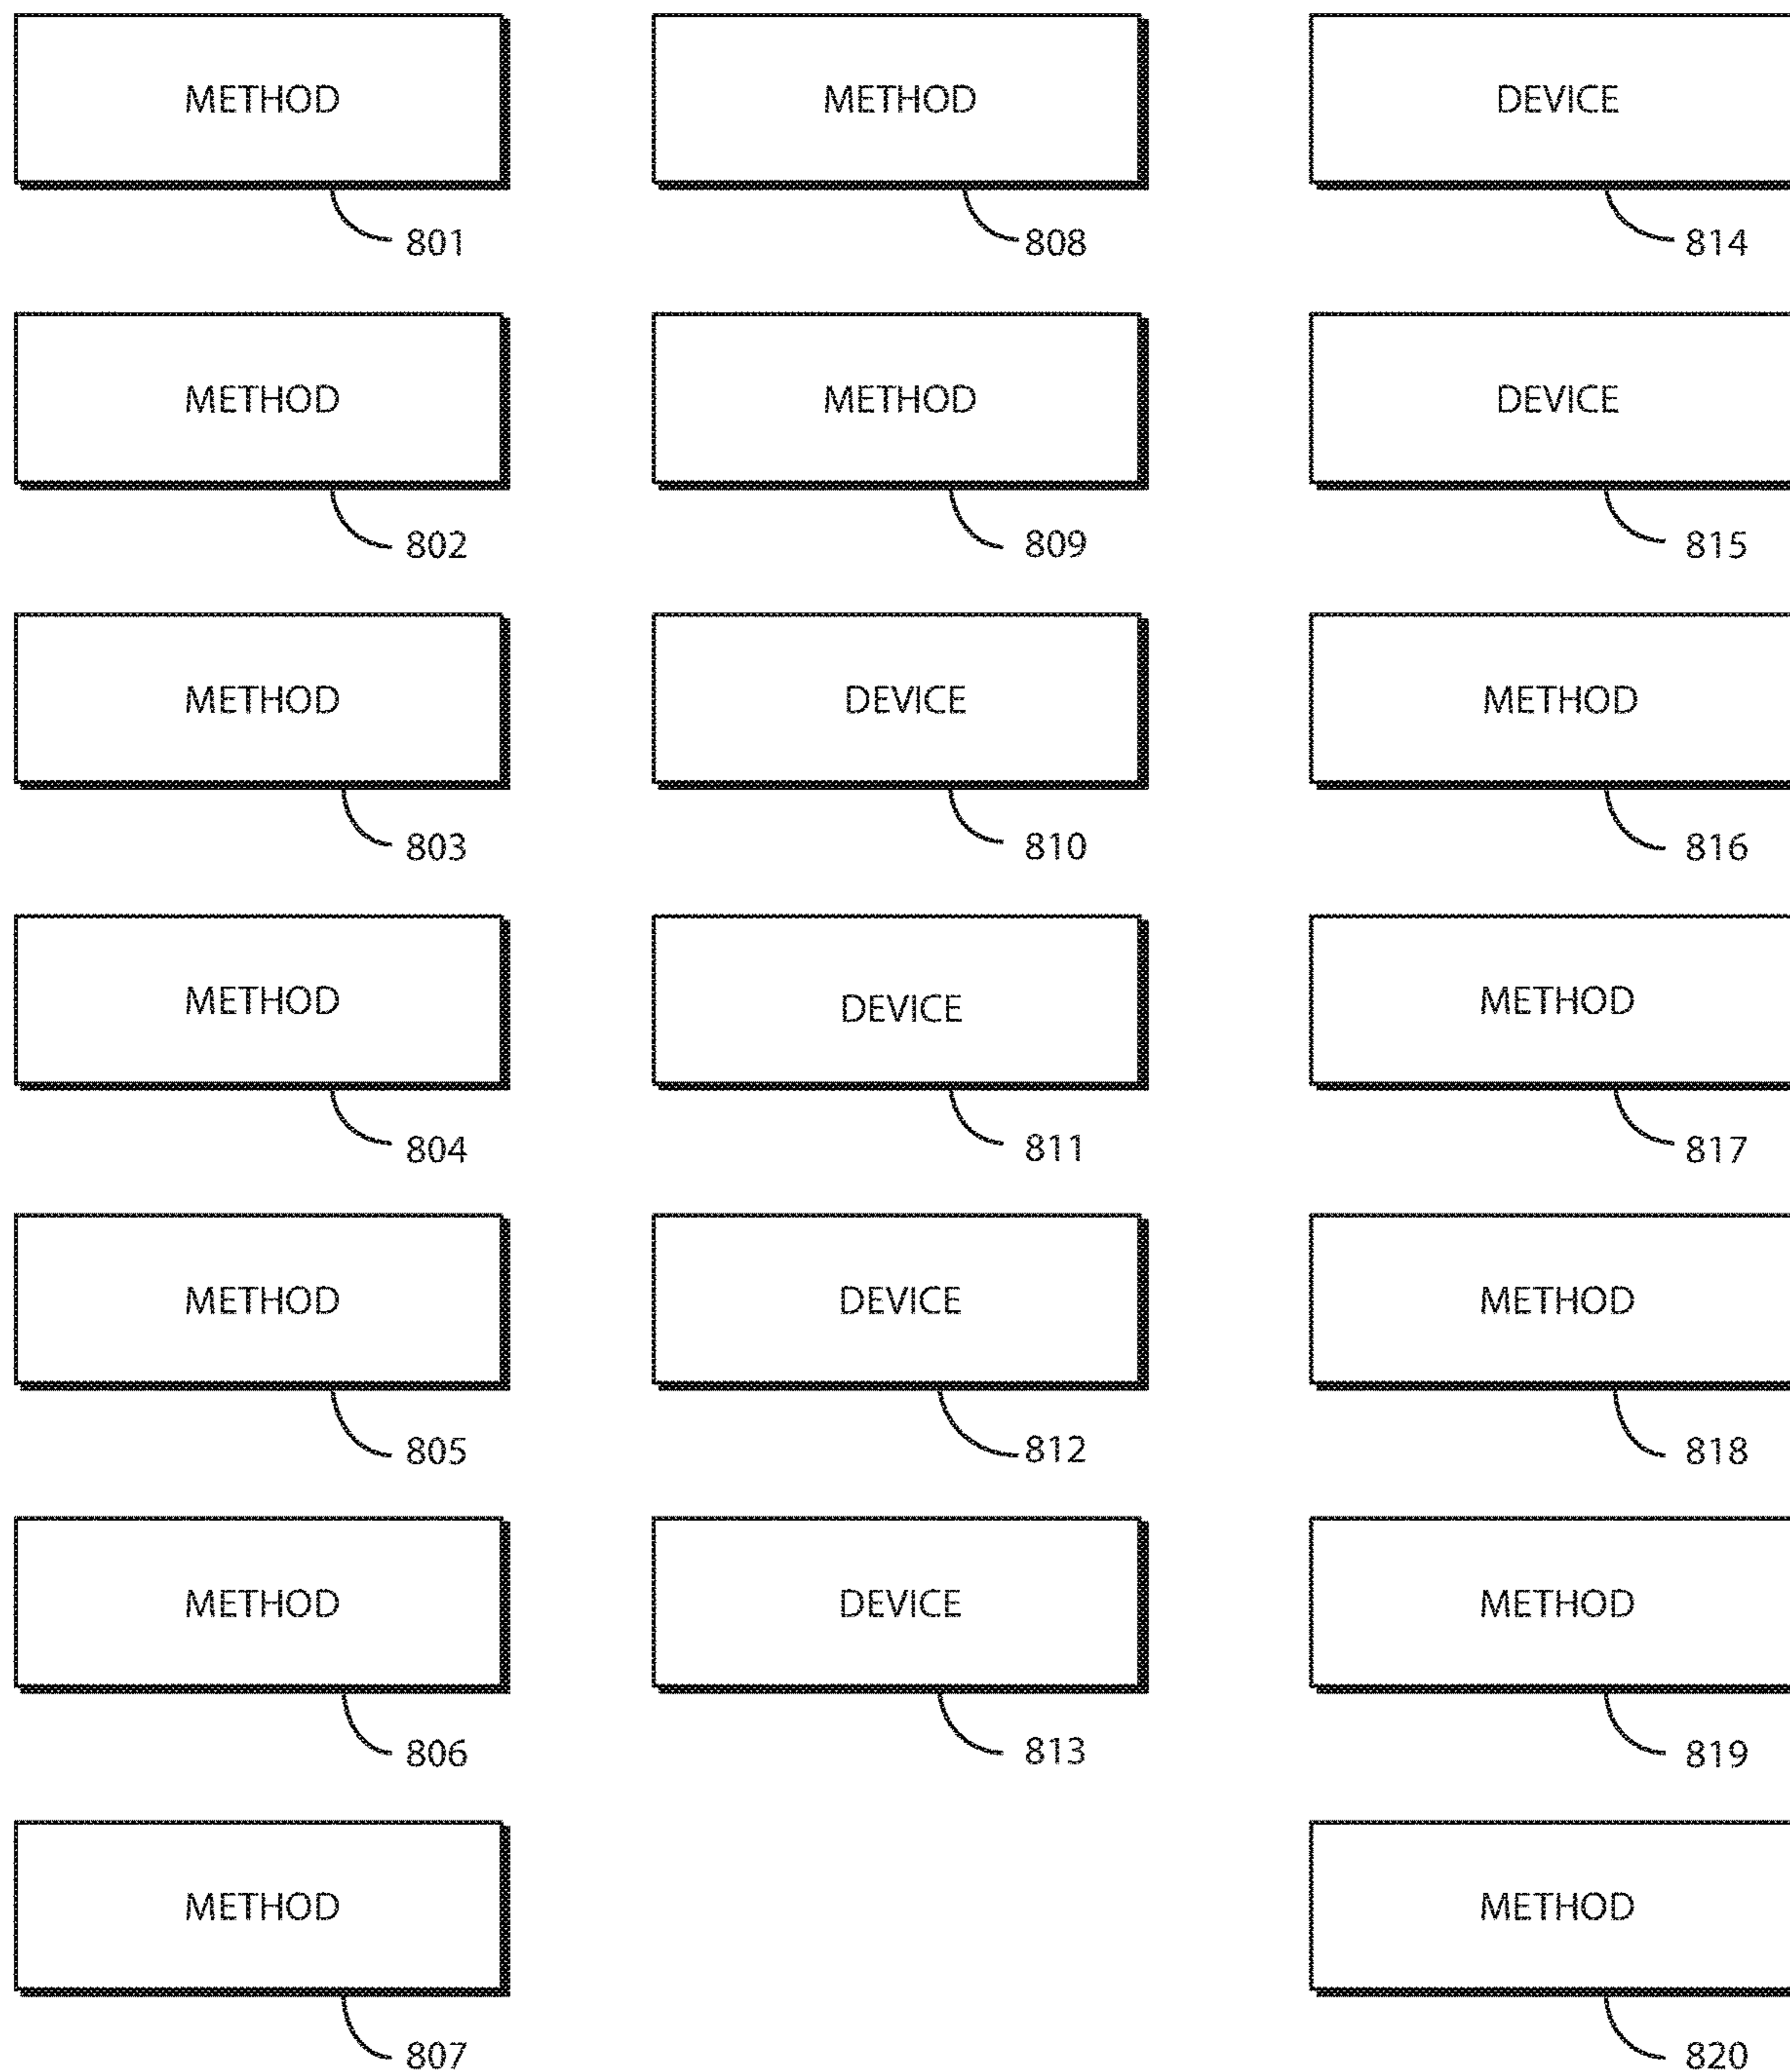 METHOD
801
METHOD
802
METHOD
803
METHOD
804
METHOD
805
METHOD
806
METHOD
807
METHOD
808
METHOD
809
DEVICE
810
DEVICE
811
DEVICE
812
DEVICE
813
DEVICE
814
DEVICE
815
METHOD
816
METHOD
817
METHOD
818
METHOD
819
METHOD
820